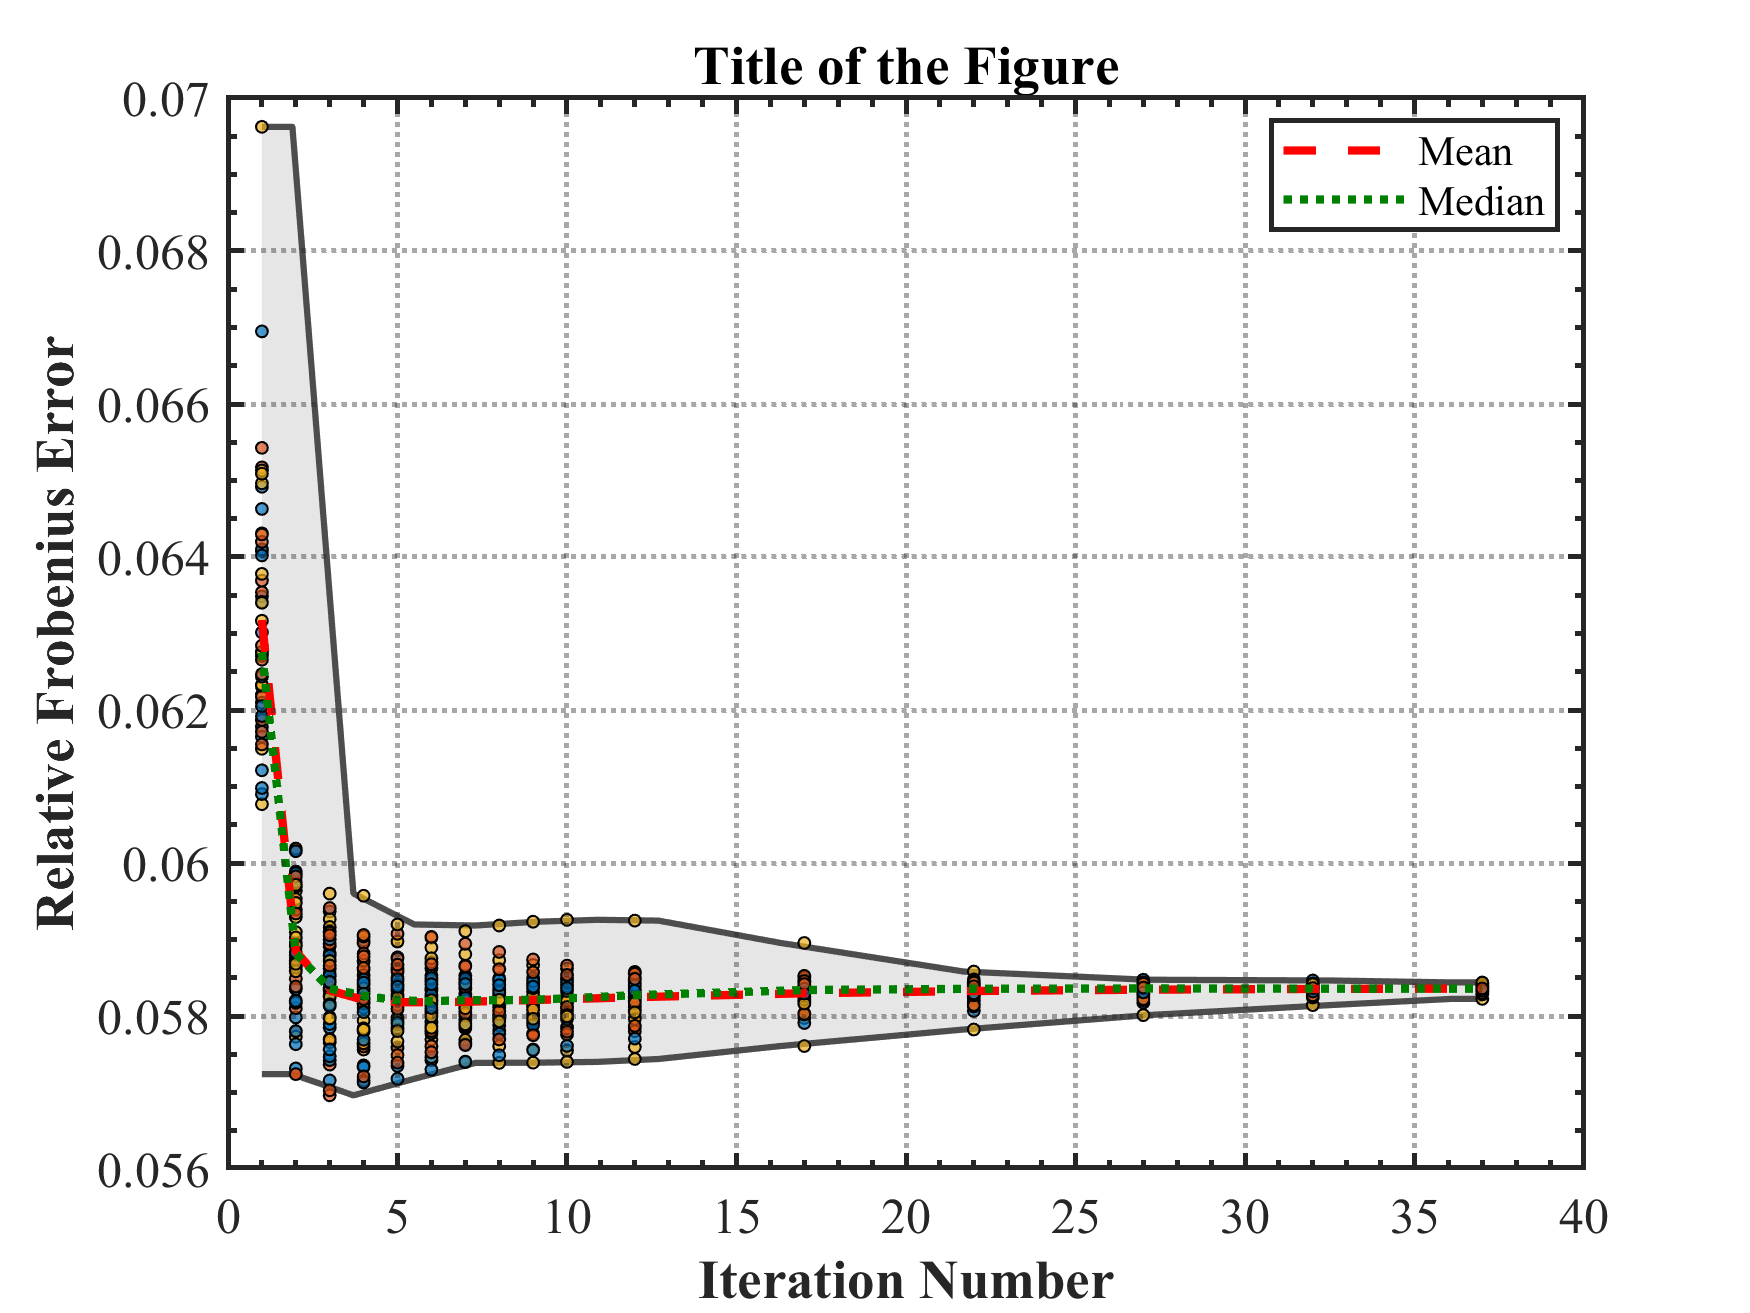 Title of the Figure
Mean
Median
Relative Frobenius Error
0.07
0.068
0.066
0.064
0.062
0.06
0.058
0.056
0 5 10 15 20 25 30 35 40
Iteration Number